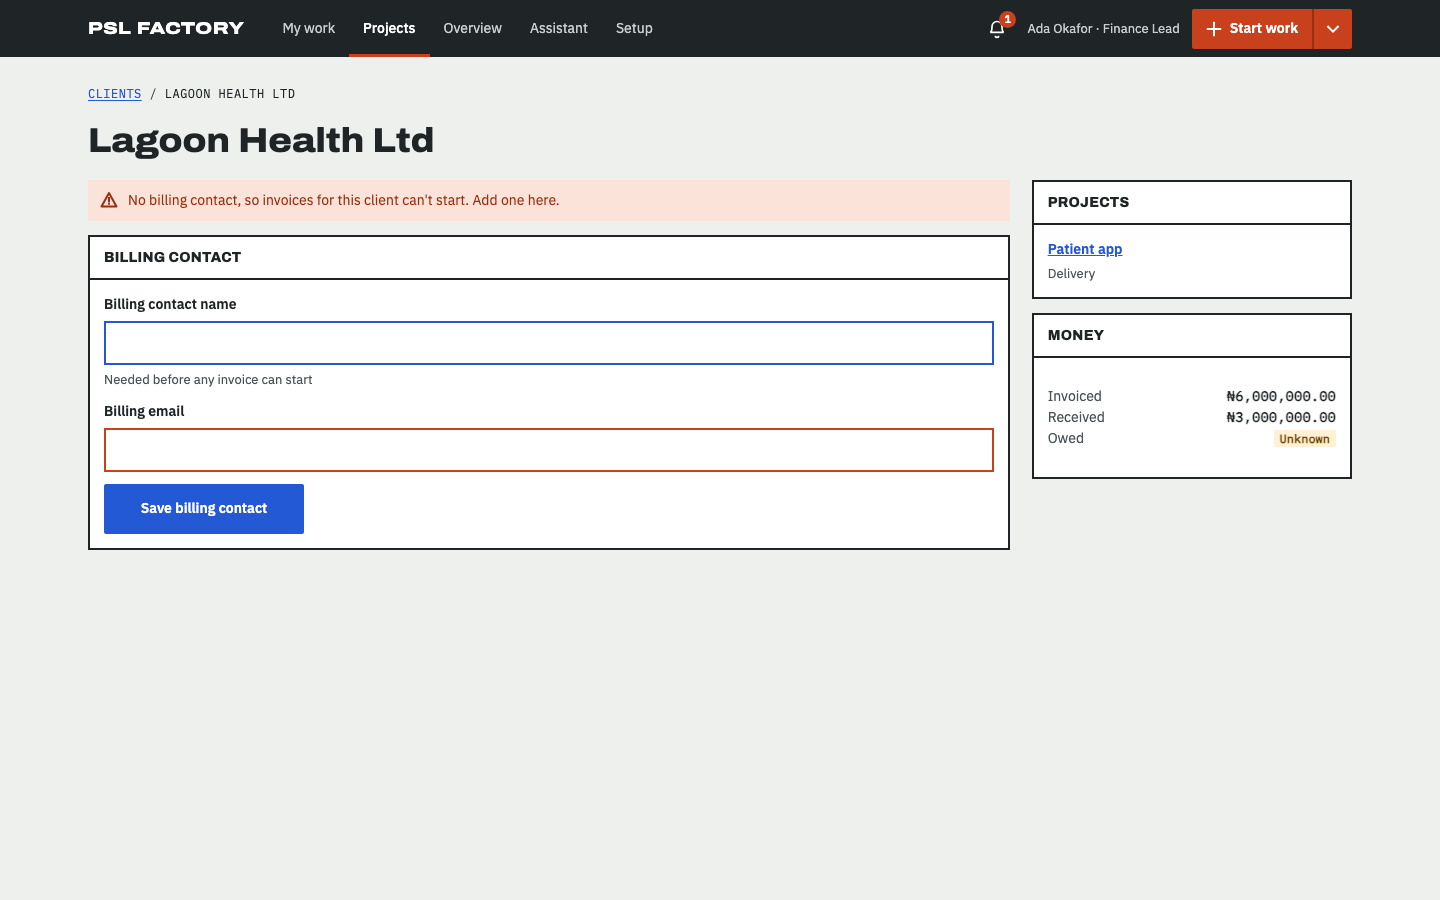 PSL FACTORY
My work
Projects
Overview
Assistant
Setup
1
Ada Okafor · Finance Lead
Start work
CLIENTS / LAGOON HEALTH LTD
Lagoon Health Ltd
No billing contact, so invoices for this client can't start. Add one here.
BILLING CONTACT
Billing contact name
Needed before any invoice can start
Billing email
Save billing contact
PROJECTS
Patient app
Delivery
MONEY
Invoiced ₦6,000,000.00
Received ₦3,000,000.00
Owed Unknown